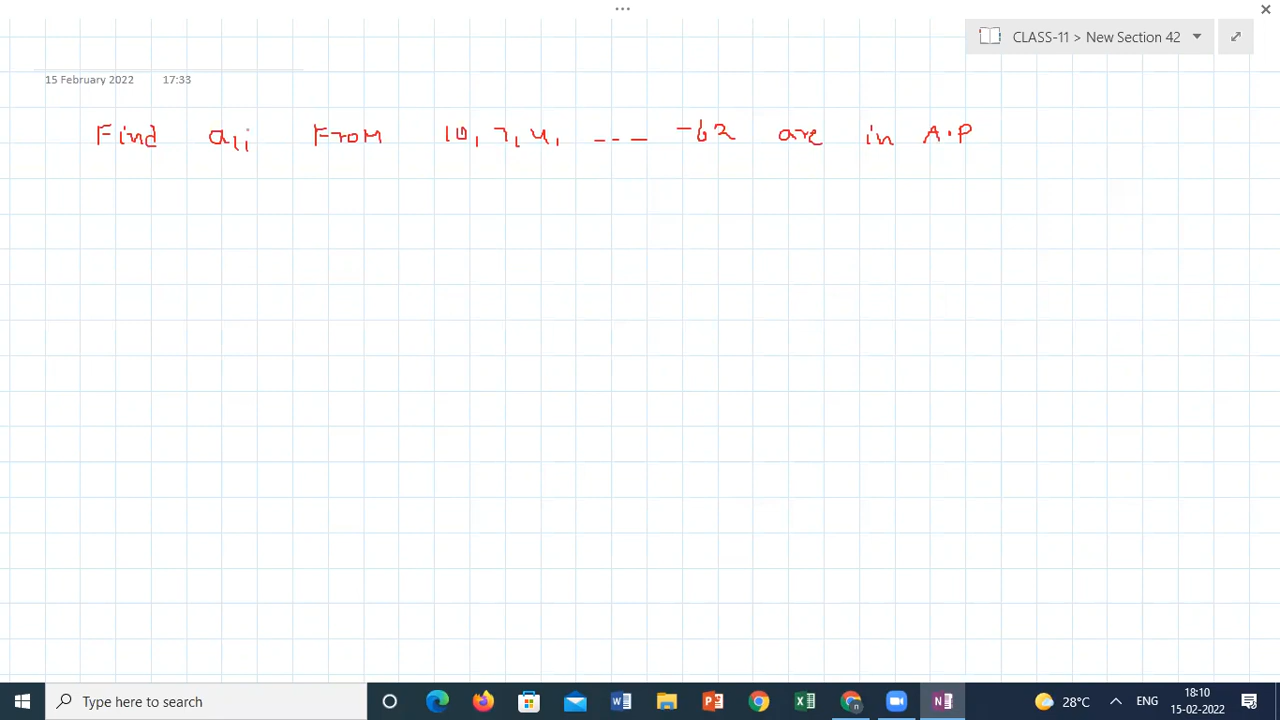 CLASS-11 > New Section 42
15 February 2022 17:33
Find a11 From 10, 7, 4, --- -62 are in A.P
Type here to search
28°C ENG 18:10 15-02-2022